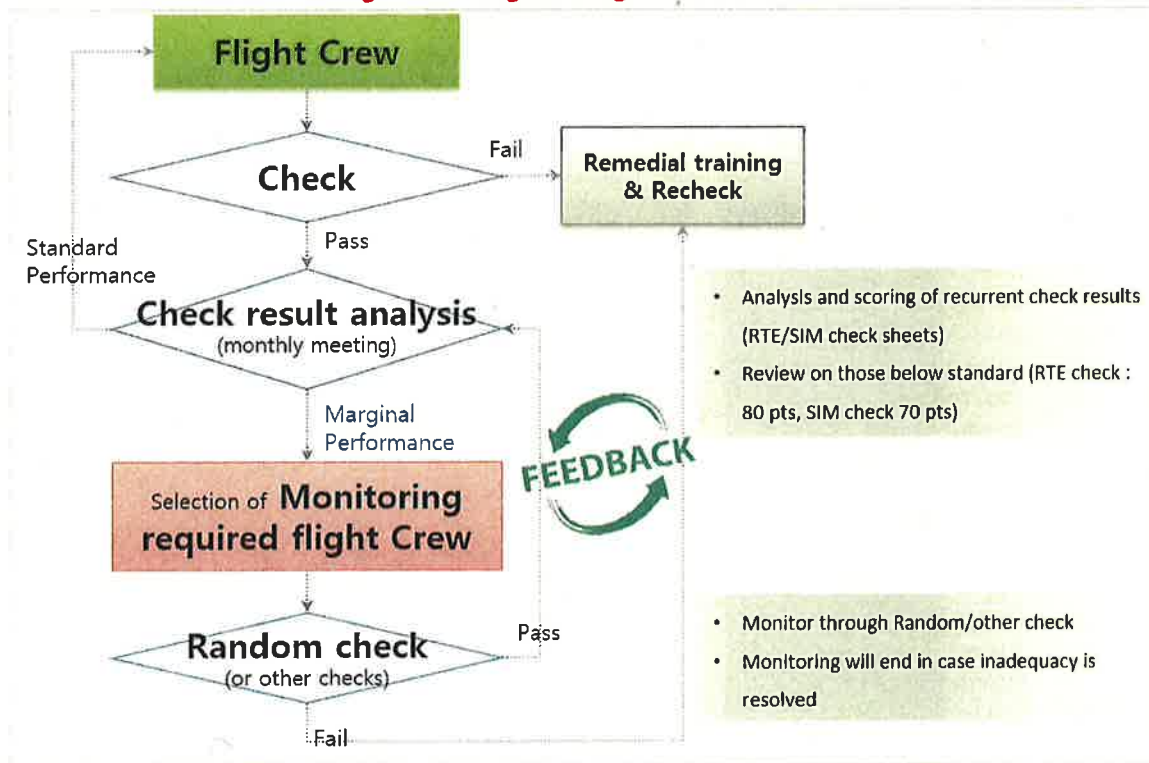 Flight Crew
Check
Fail
Remedial training
& Recheck
Pass
Standard
Performance
Check result analysis
(monthly meeting)
• Analysis and scoring of recurrent check results
(RTE/SIM check sheets)
• Review on those below standard (RTE check :
80 pts, SIM check 70 pts)
Marginal
Performance
FEEDBACK
Selection of Monitoring
required flight Crew
Random check
(or other checks)
Pass
Fail
• Monitor through Random/other check
• Monitoring will end in case inadequacy is
resolved